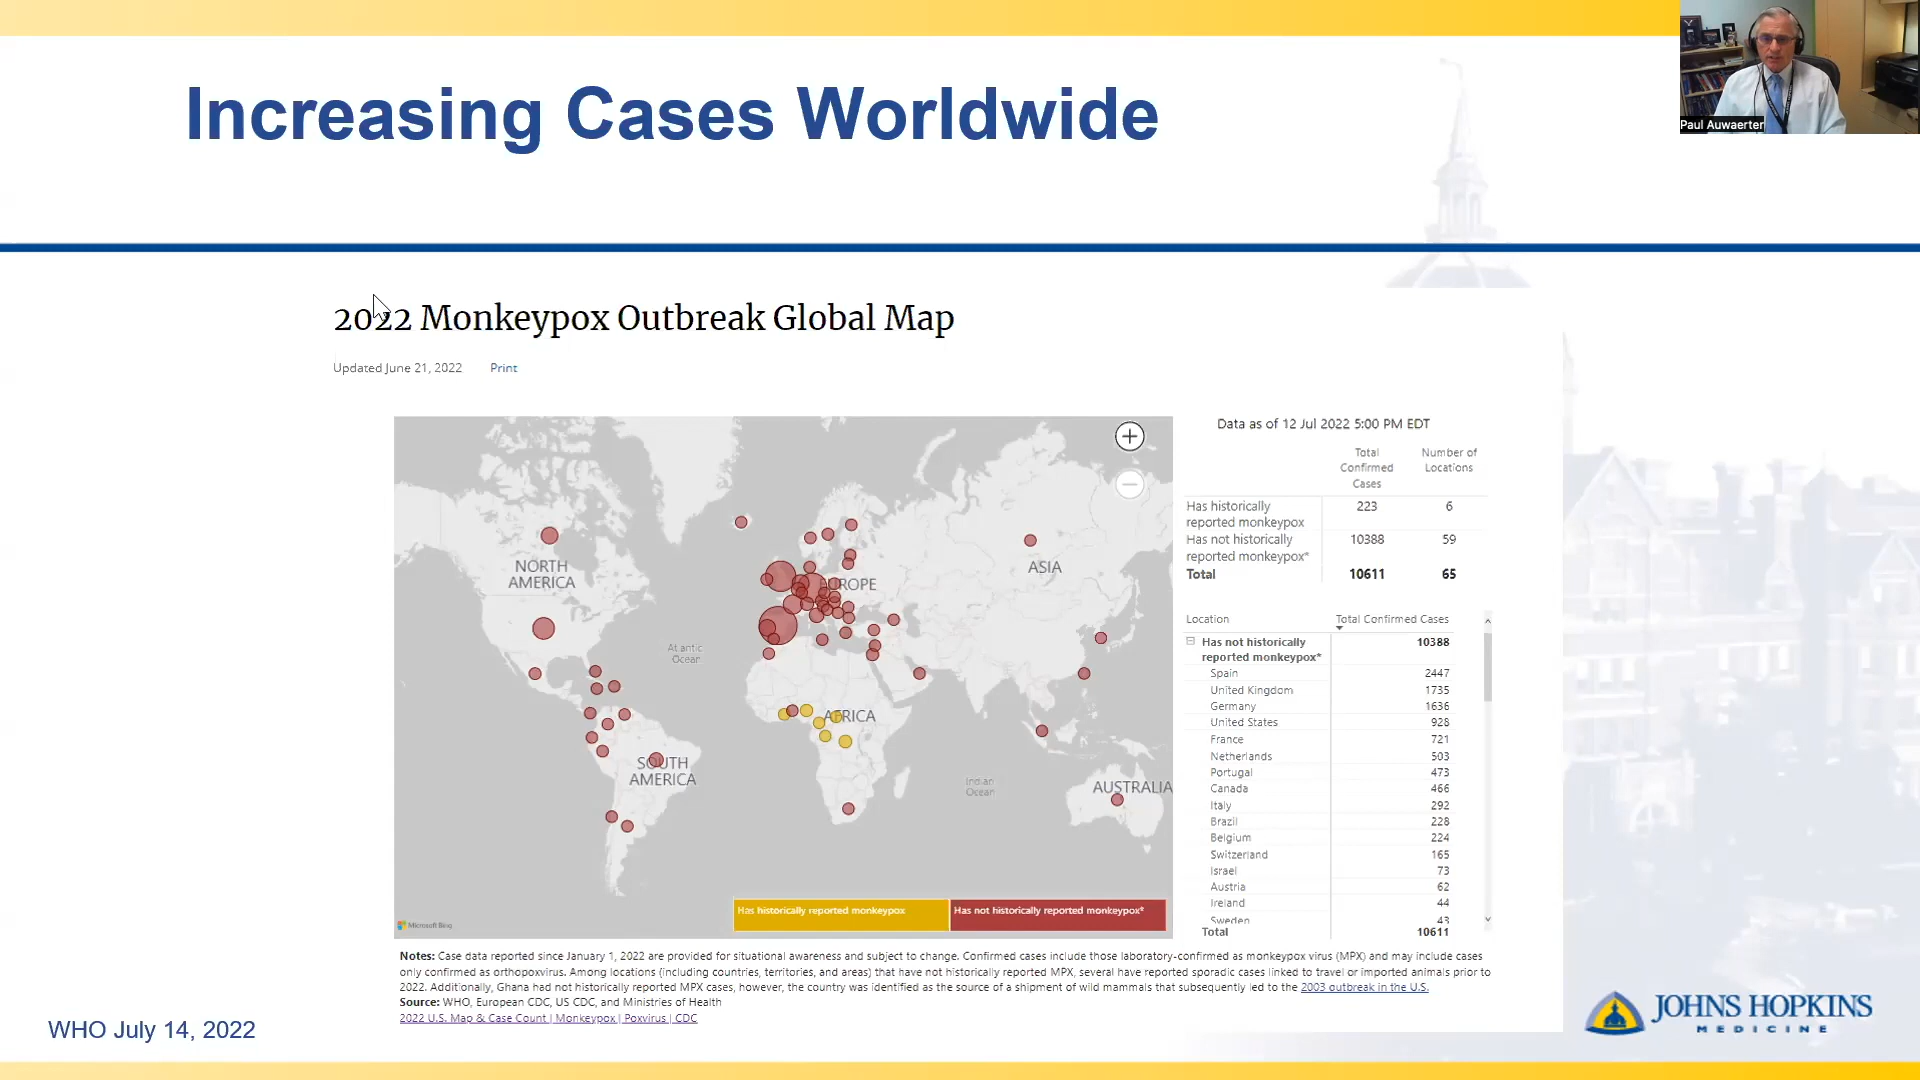 Increasing Cases Worldwide
Paul Auwaerter
2022 Monkeypox Outbreak Global Map
Updated June 21, 2022 Print
NORTH
AMERICA
EUROPE
ASIA
Atlantic
Ocean
AFRICA
SOUTH
AMERICA
Indian
Ocean
AUSTRALIA
Has historically reported monkeypox
Has not historically reported monkeypox*
Microsoft Bing
Data as of 12 Jul 2022 5:00 PM EDT
Total
Confirmed
Cases
Number of
Locations
Has historically
reported monkeypox
223 6
Has not historically
reported monkeypox*
10388 59
Total 10611 65
Location Total Confirmed Cases
Has not historically
reported monkeypox*
10388
Spain 2447
United Kingdom 1735
Germany 1636
United States 928
France 721
Netherlands 503
Portugal 473
Canada 466
Italy 292
Brazil 228
Belgium 224
Switzerland 165
Israel 73
Austria 62
Ireland 44
Sweden 43
Total 10611
Notes: Case data reported since January 1, 2022 are provided for situational awareness and subject to change. Confirmed cases include those laboratory-confirmed as monkeypox virus (MPX) and may include cases
only confirmed as orthopoxvirus. Among locations (including countries, territories, and areas) that have not historically reported MPX, several have reported sporadic cases linked to travel or imported animals prior to
2022. Additionally, Ghana had not historically reported MPX cases, however, the country was identified as the source of a shipment of wild mammals that subsequently led to the 2003 outbreak in the U.S.
Source: WHO, European CDC, US CDC, and Ministries of Health
2022 U.S. Map & Case Count | Monkeypox | Poxvirus | CDC
WHO July 14, 2022
JOHNS HOPKINS
MEDICINE